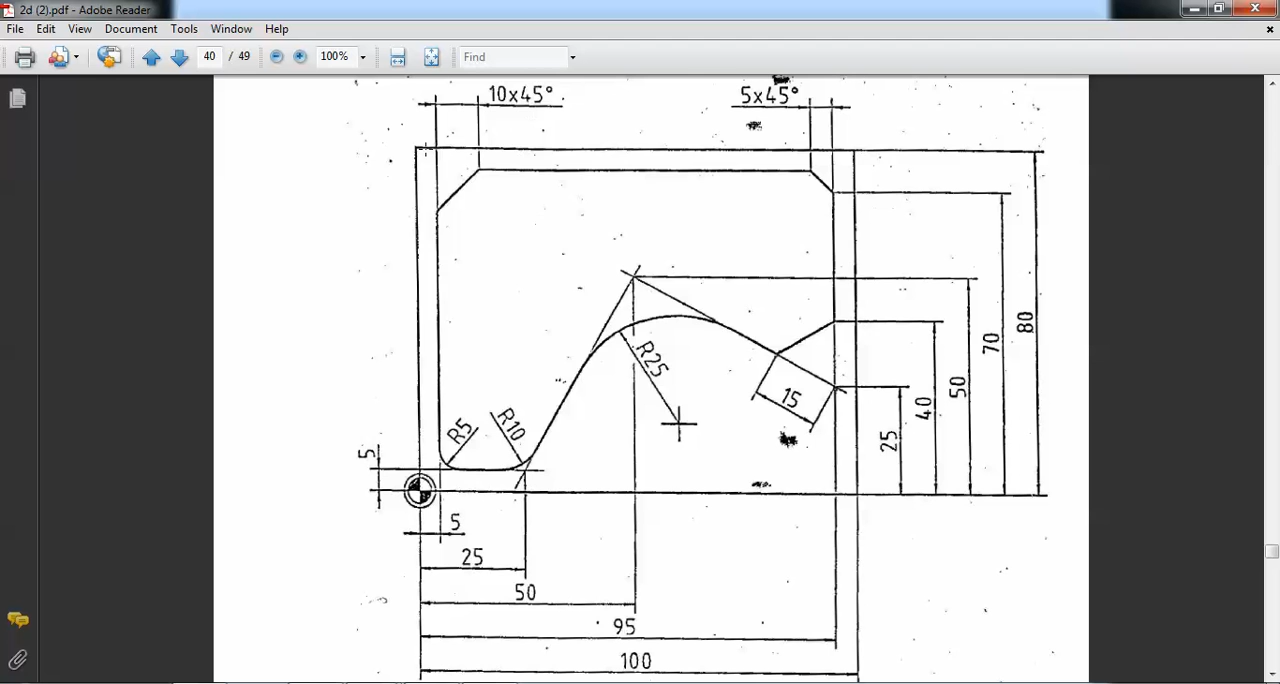 2d (2).pdf - Adobe Reader
File Edit View Document Tools Window Help
40 / 49 100% Find
10x45° 5x45°
80
70
50
40
25
R25
15
R5 R10
5
5
25
50
95
100